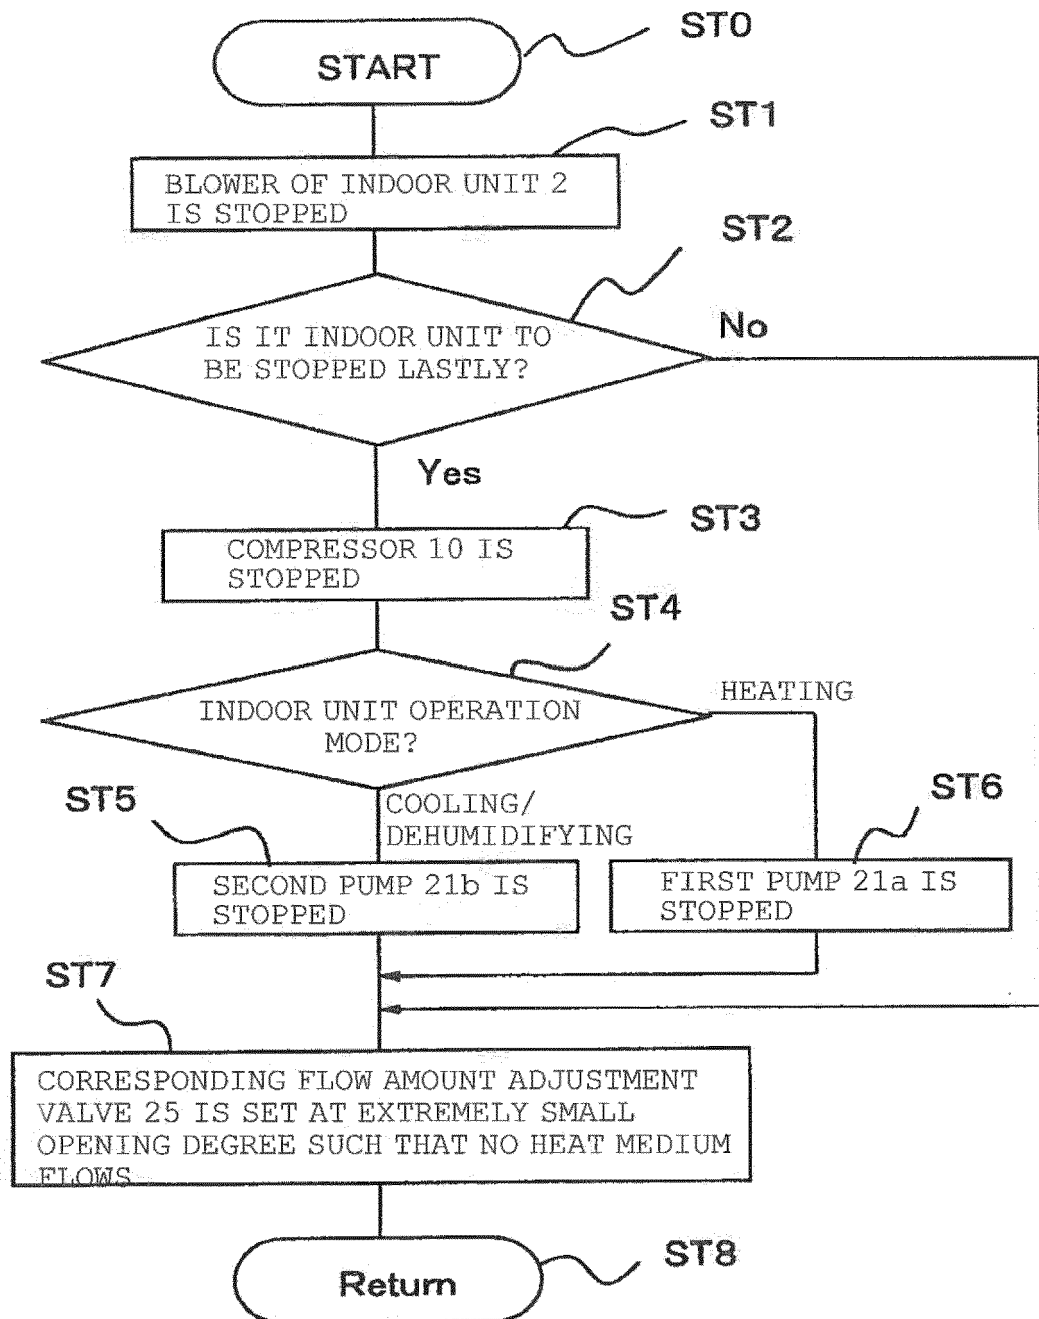 ST0
START
ST1
BLOWER OF INDOOR UNIT 2
IS STOPPED
ST2
IS IT INDOOR UNIT TO
BE STOPPED LASTLY?
No
Yes
ST3
COMPRESSOR 10 IS
STOPPED
ST4
INDOOR UNIT OPERATION
MODE?
HEATING
COOLING/
DEHUMIDIFYING
ST5
SECOND PUMP 21b IS
STOPPED
ST6
FIRST PUMP 21a IS
STOPPED
ST7
CORRESPONDING FLOW AMOUNT ADJUSTMENT
VALVE 25 IS SET AT EXTREMELY SMALL
OPENING DEGREE SUCH THAT NO HEAT MEDIUM
FLOWS
Return
ST8